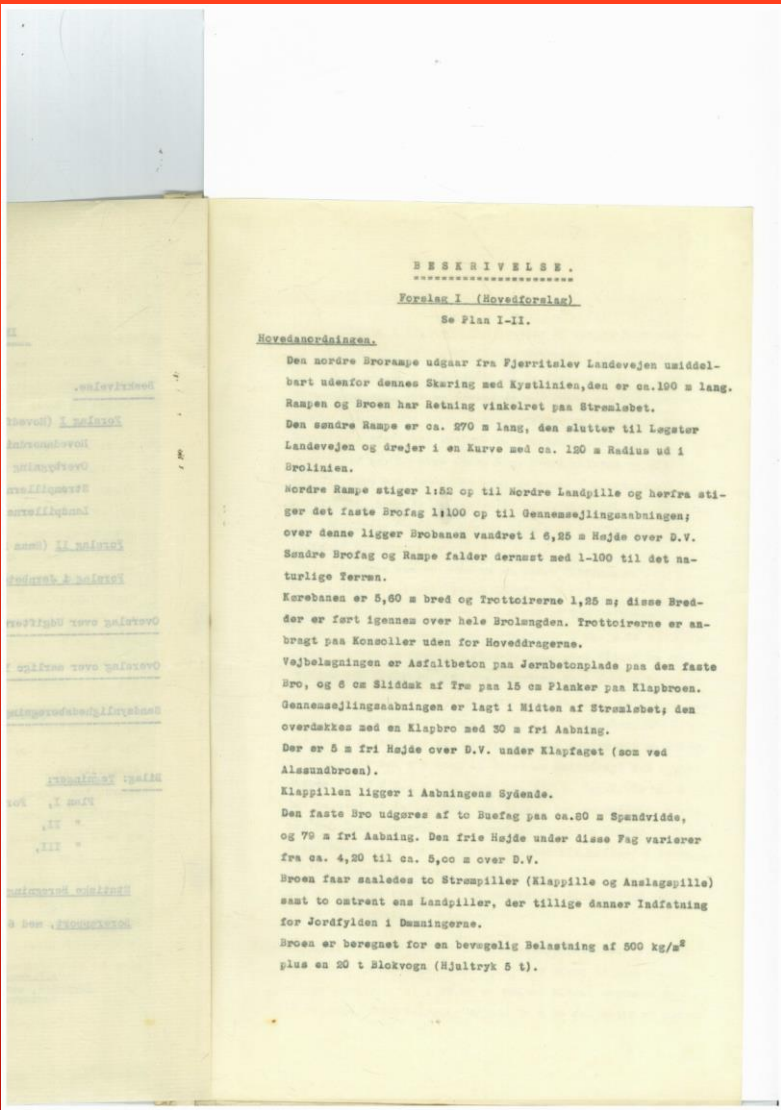 BESKRIVELSE.
Forslag I (Hovedforslag)
Se Plan I-II.
Hovedanordningen.
Den nordre Brorampe udgaar fra Fjerritslev Landevejen umiddel-
bart udenfor dennes Skæring med Kystlinien, den er ca. 190 m lang.
Rampen og Broen har Retning vinkelret paa Strømløbet.
Den søndre Rampe er ca. 270 m lang, den slutter til Løgstør
Landevejen og drejer i en Kurve med ca. 120 m Radius ud i
Brolinien.
Nordre Rampe stiger 1:52 op til Nordre Landpille og herfra sti-
ger det faste Brofag 1:100 op til Gennemsejlingsaabningen;
over denne ligger Brobanen vandret i 6,25 m Højde over D.V.
Søndre Brofag og Rampe falder dernæst med 1-100 til det na-
turlige Terræn.
Kørebanen er 5,60 m bred og Trottoirerne 1,25 m; disse Bred-
der er ført igennem over hele Brolængden. Trottoirerne er an-
bragt paa Konsoller uden for Hoveddragerne.
Vejbelægningen er Asfaltbeton paa Jernbetonplade paa den faste
Bro, og 6 cm Sliddæk af Træ paa 15 cm Planker paa Klapbroen.
Gennemsejlingsaabningen er lagt i Midten af Strømløbet; den
overdækkes med en Klapbro med 30 m fri Aabning.
Der er 5 m fri Højde over D.V. under Klapfaget (som ved
Alssundbroen).
Klappillen ligger i Aabningens Sydende.
Den faste Bro udgøres af to Buefag paa ca. 80 m Spændvidde,
og 79 m fri Aabning. Den frie Højde under disse Fag varierer
fra ca. 4,20 til ca. 5,oo m over D.V.
Broen faar saaledes to Strømpiller (Klappille og Anslagspille)
samt to omtrent ens Landpiller, der tillige danner Indfatning
for Jordfylden i Dæmningerne.
Broen er beregnet for en bevægelig Belastning af 500 kg/m²
plus en 20 t Blokvogn (Hjultryk 5 t).